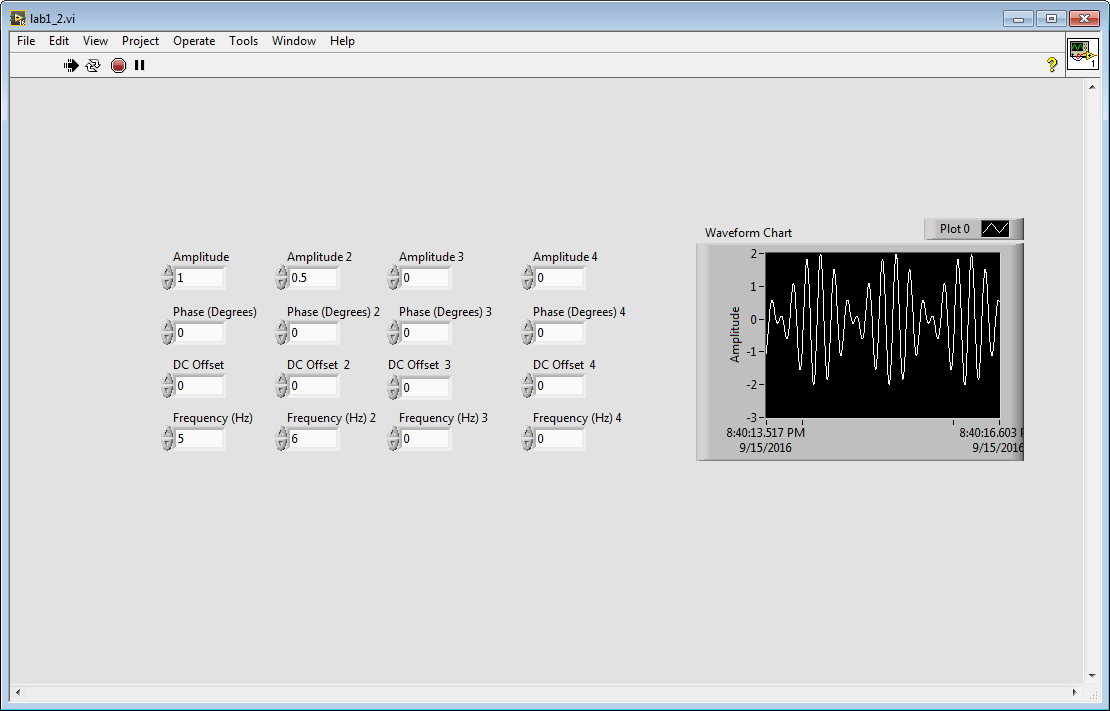 lab1_2.vi
File Edit View Project Operate Tools Window Help
?
1
Amplitude Amplitude 2 Amplitude 3 Amplitude 4
1 0.5 0 0
Phase (Degrees) Phase (Degrees) 2 Phase (Degrees) 3 Phase (Degrees) 4
0 0 0 0
DC Offset DC Offset 2 DC Offset 3 DC Offset 4
0 0 0 0
Frequency (Hz) Frequency (Hz) 2 Frequency (Hz) 3 Frequency (Hz) 4
5 6 0 0
Waveform Chart
Plot 0
Amplitude
2
1
0
-1
-2
-3
8:40:13.517 PM 8:40:16.603
9/15/2016 9/15/2016